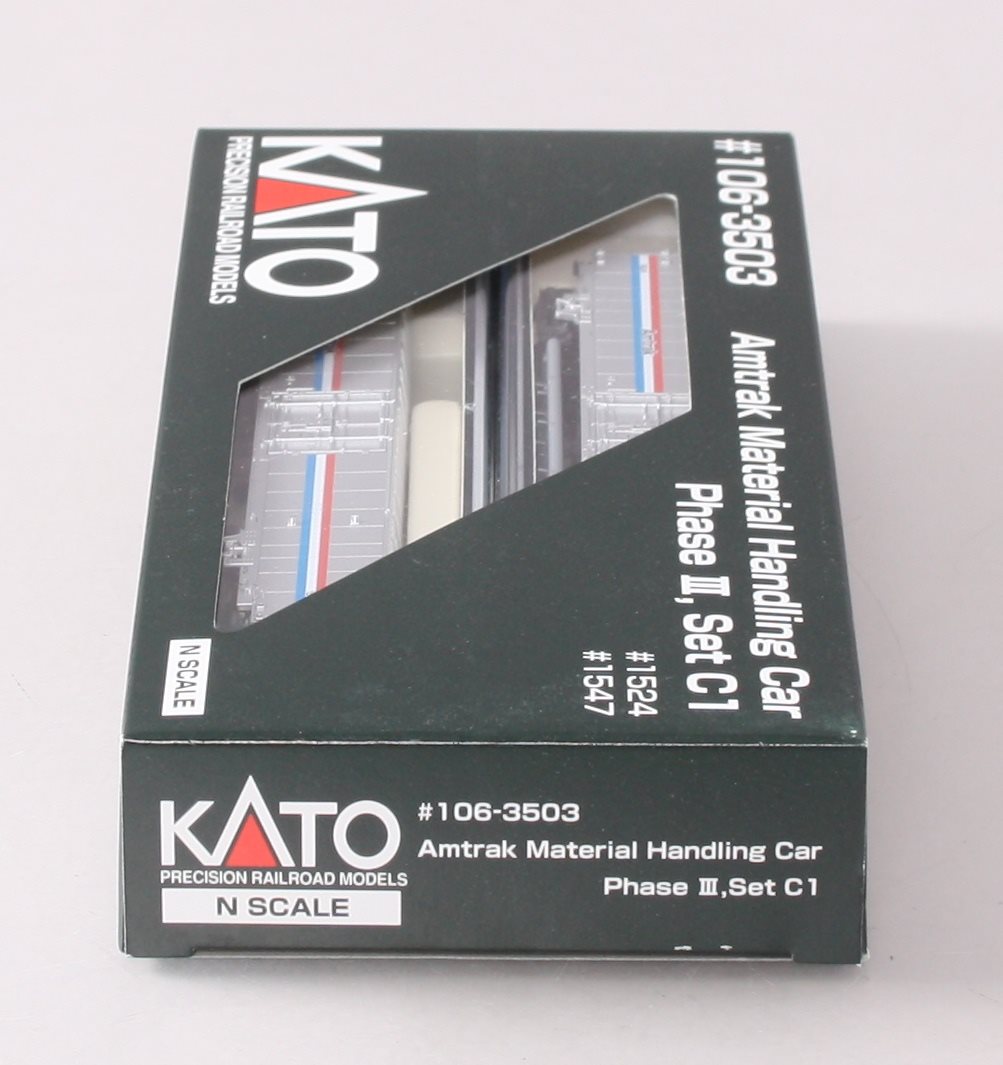 KATO
PRECISION RAILROAD MODELS
#106-3503
Amtrak Material Handling Car
Phase Ⅲ, Set C1
#1524
#1547
N SCALE
KATO
PRECISION RAILROAD MODELS
N SCALE
#106-3503
Amtrak Material Handling Car
Phase Ⅲ,Set C1